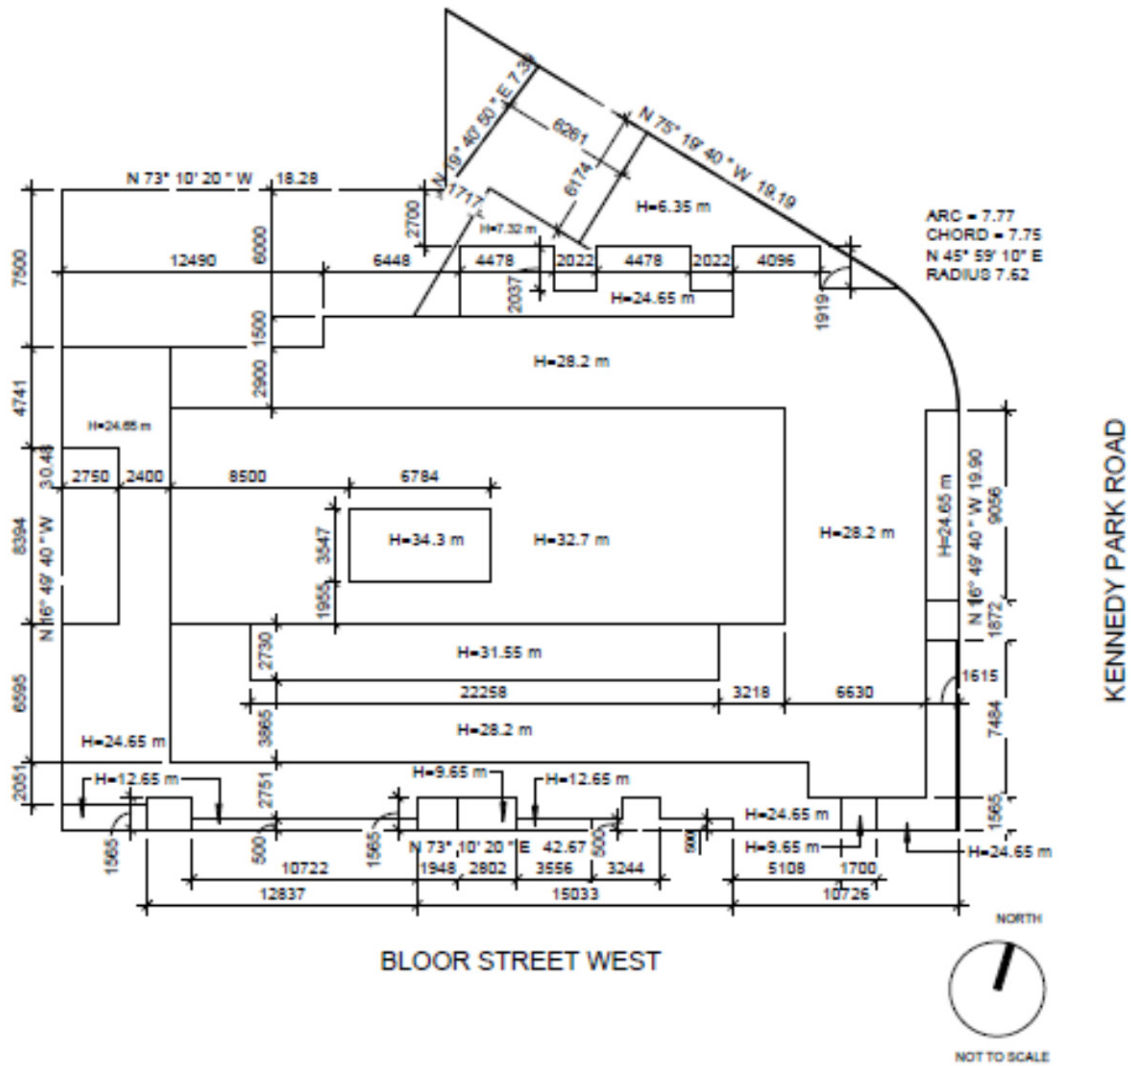 N 19° 40' 50" E 7.39
6261
N 75° 19' 40" W 19.19
6174
N 73° 10' 20" W 18.28
1717
H=6.35 m
ARC = 7.77
CHORD = 7.75
N 45° 59' 10" E
RADIUS 7.62
2700
H=7.32 m
7500
6000
12490
6448
4478
2022
4478
2022
4096
2037
H=24.65 m
1919
1500
H=28.2 m
4741
2900
H=24.65 m
KENNEDY PARK ROAD
N 16° 49' 40" W 30.48
2750
2400
8500
6784
N 16° 49' 40" W 19.90
9056
H=24.65 m
8394
3547
H=34.3 m
H=32.7 m
H=28.2 m
1955
1872
2730
H=31.55 m
1615
6595
22258
3218
6630
7484
3865
H=28.2 m
H=24.65 m
2051
H=12.65 m
2751
H=9.65 m
H=12.65 m
1565
H=24.65 m
1565
500
1565
N 73° 10' 20" E 42.67
500
500
H=9.65 m
H=24.65 m
10722
1948
2802
3556
3244
5108
1700
12837
15033
10726
BLOOR STREET WEST
NORTH
NOT TO SCALE